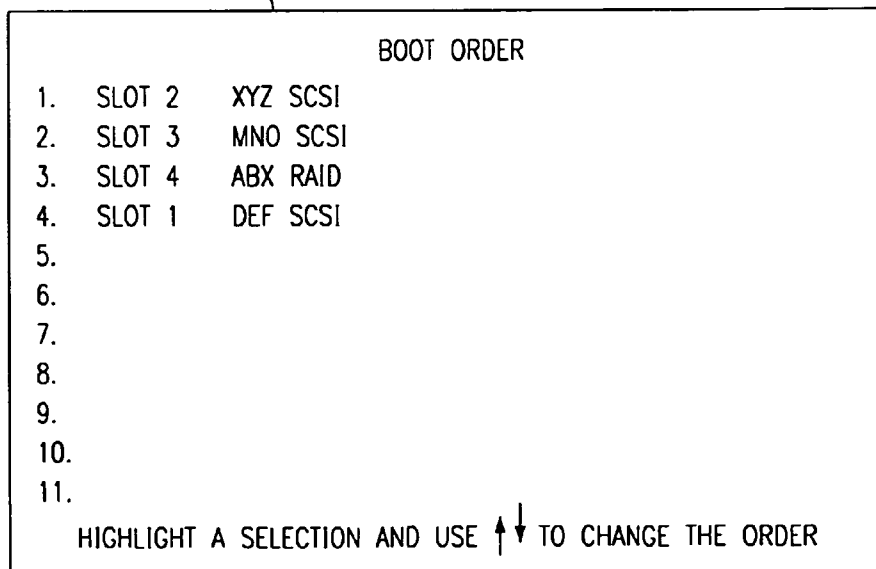 BOOT ORDER
1. SLOT 2 XYZ SCSI
2. SLOT 3 MNO SCSI
3. SLOT 4 ABX RAID
4. SLOT 1 DEF SCSI
5.
6.
7.
8.
9.
10.
11.
HIGHLIGHT A SELECTION AND USE ↑↓ TO CHANGE THE ORDER